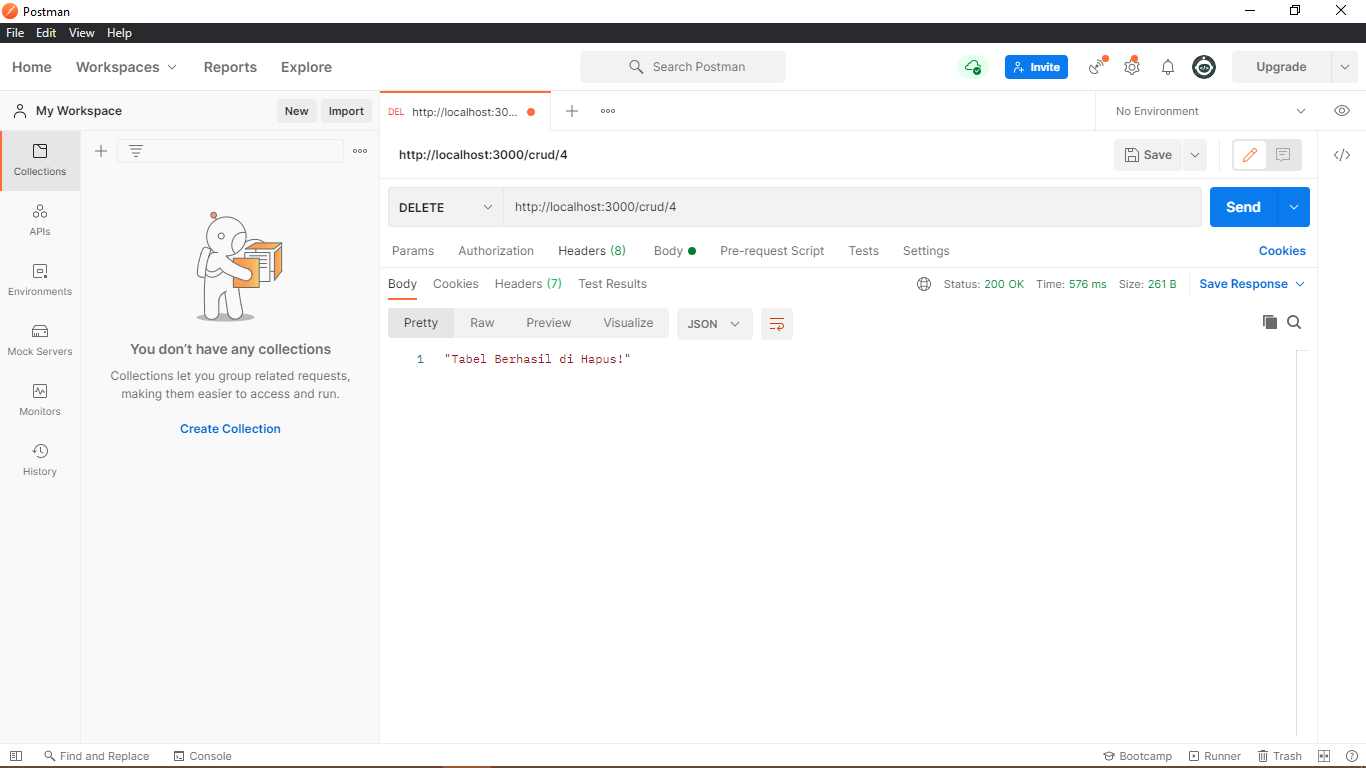 Postman
File Edit View Help
Home Workspaces Reports Explore Search Postman Invite Upgrade
My Workspace New Import DEL http://localhost:30... No Environment
http://localhost:3000/crud/4 Save
Collections
DELETE http://localhost:3000/crud/4 Send
APIs
Params Authorization Headers (8) Body Pre-request Script Tests Settings Cookies
Environments
Body Cookies Headers (7) Test Results Status: 200 OK Time: 576 ms Size: 261 B Save Response
Pretty Raw Preview Visualize JSON
Mock Servers
You don't have any collections
1 "Tabel Berhasil di Hapus!"
Collections let you group related requests,
making them easier to access and run.
Monitors
Create Collection
History
Find and Replace Console Bootcamp Runner Trash